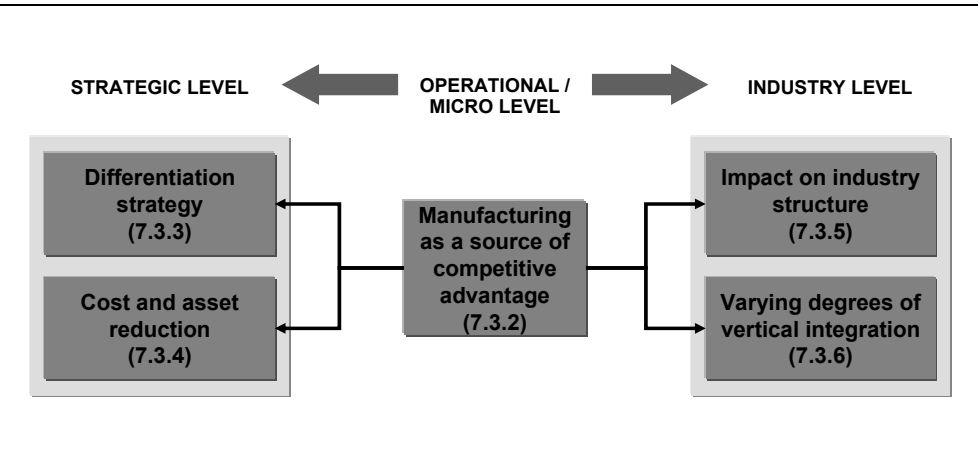 STRATEGIC LEVEL
OPERATIONAL /
MICRO LEVEL
INDUSTRY LEVEL
Differentiation
strategy
(7.3.3)
Cost and asset
reduction
(7.3.4)
Manufacturing
as a source of
competitive
advantage
(7.3.2)
Impact on industry
structure
(7.3.5)
Varying degrees of
vertical integration
(7.3.6)